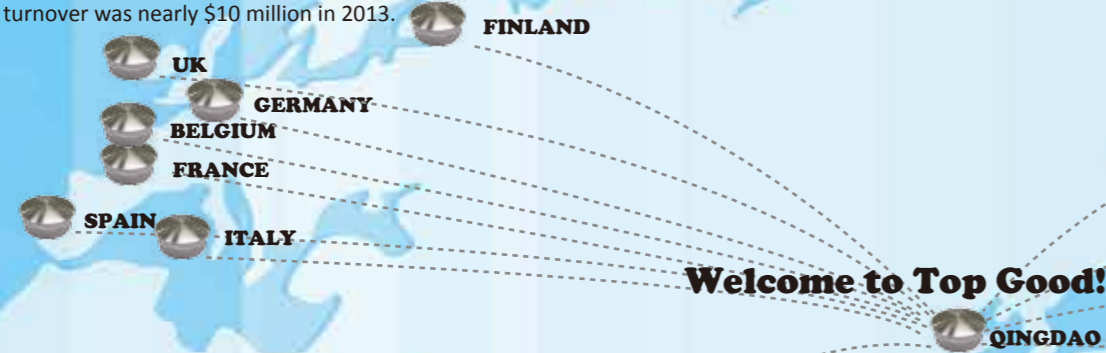 turnover was nearly $10 million in 2013.
FINLAND
UK
GERMANY
BELGIUM
FRANCE
SPAIN
ITALY
Welcome to Top Good!
QINGDAO